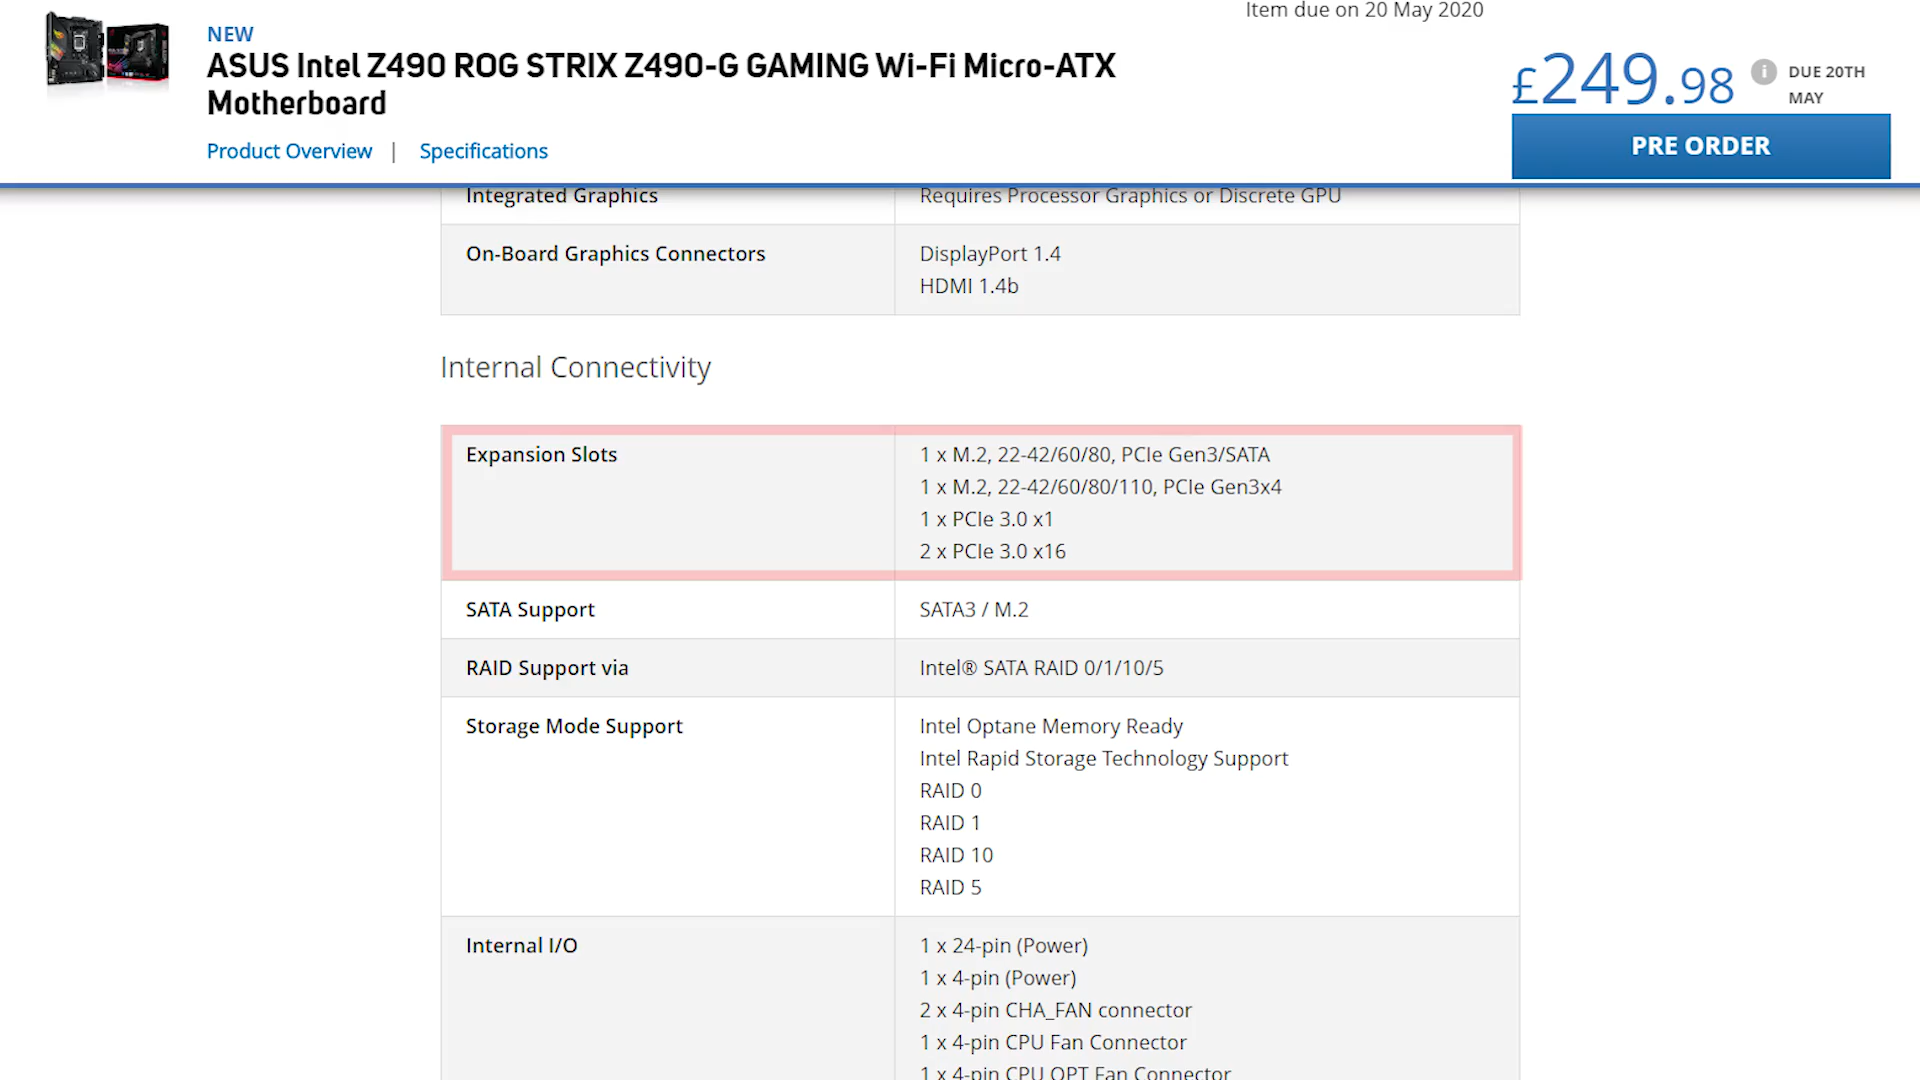 Item due on 20 May 2020
NEW
ASUS Intel Z490 ROG STRIX Z490-G GAMING Wi-Fi Micro-ATX
Motherboard
£249.98
DUE 20TH
MAY
Product Overview | Specifications
PRE ORDER
Integrated Graphics Requires Processor Graphics or Discrete GPU
On-Board Graphics Connectors DisplayPort 1.4
HDMI 1.4b
Internal Connectivity
Expansion Slots 1 x M.2, 22-42/60/80, PCIe Gen3/SATA
1 x M.2, 22-42/60/80/110, PCIe Gen3x4
1 x PCIe 3.0 x1
2 x PCIe 3.0 x16
SATA Support SATA3 / M.2
RAID Support via Intel® SATA RAID 0/1/10/5
Storage Mode Support Intel Optane Memory Ready
Intel Rapid Storage Technology Support
RAID 0
RAID 1
RAID 10
RAID 5
Internal I/O 1 x 24-pin (Power)
1 x 4-pin (Power)
2 x 4-pin CHA_FAN connector
1 x 4-pin CPU Fan Connector
1 x 4-pin CPU OPT Fan Connector